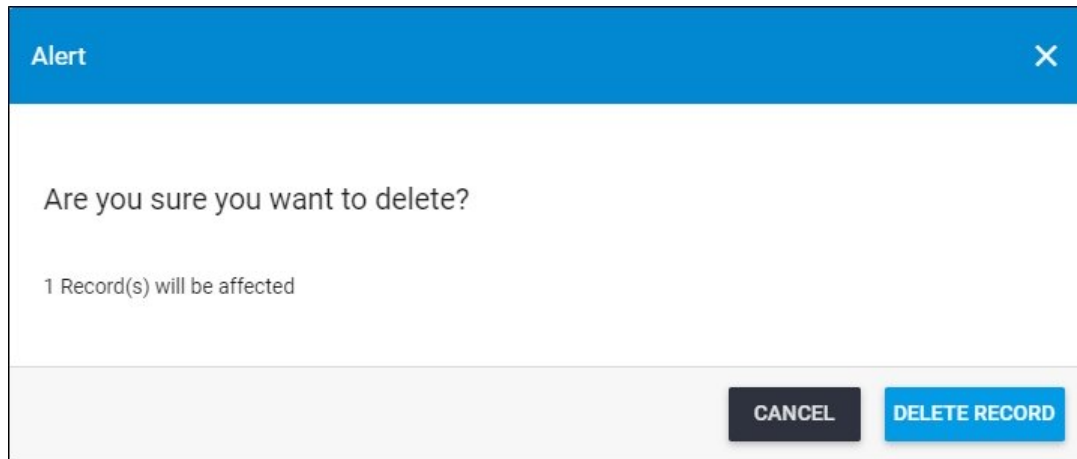 Alert
Are you sure you want to delete?
1 Record(s) will be affected
CANCEL DELETE RECORD